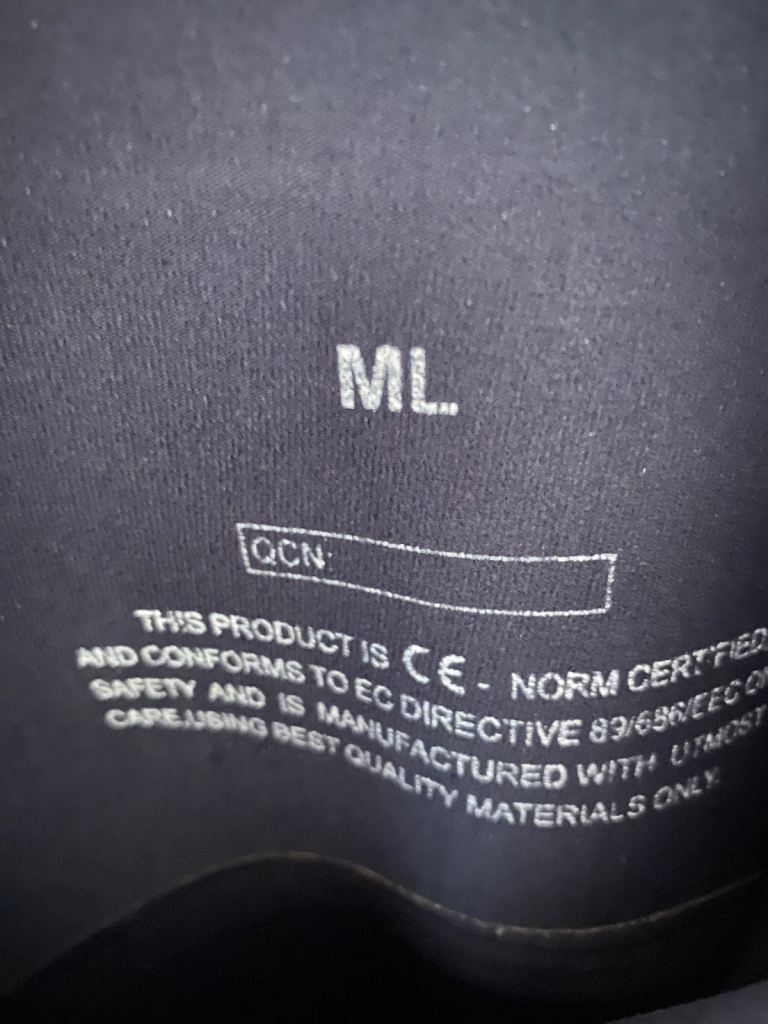 ML.
QCN:
THIS PRODUCT IS CE - NORM CERTIFIED
AND CONFORMS TO EC DIRECTIVE 89/686/EEC ON
SAFETY AND IS MANUFACTURED WITH UTMOST
CARE.USING BEST QUALITY MATERIALS ONLY.